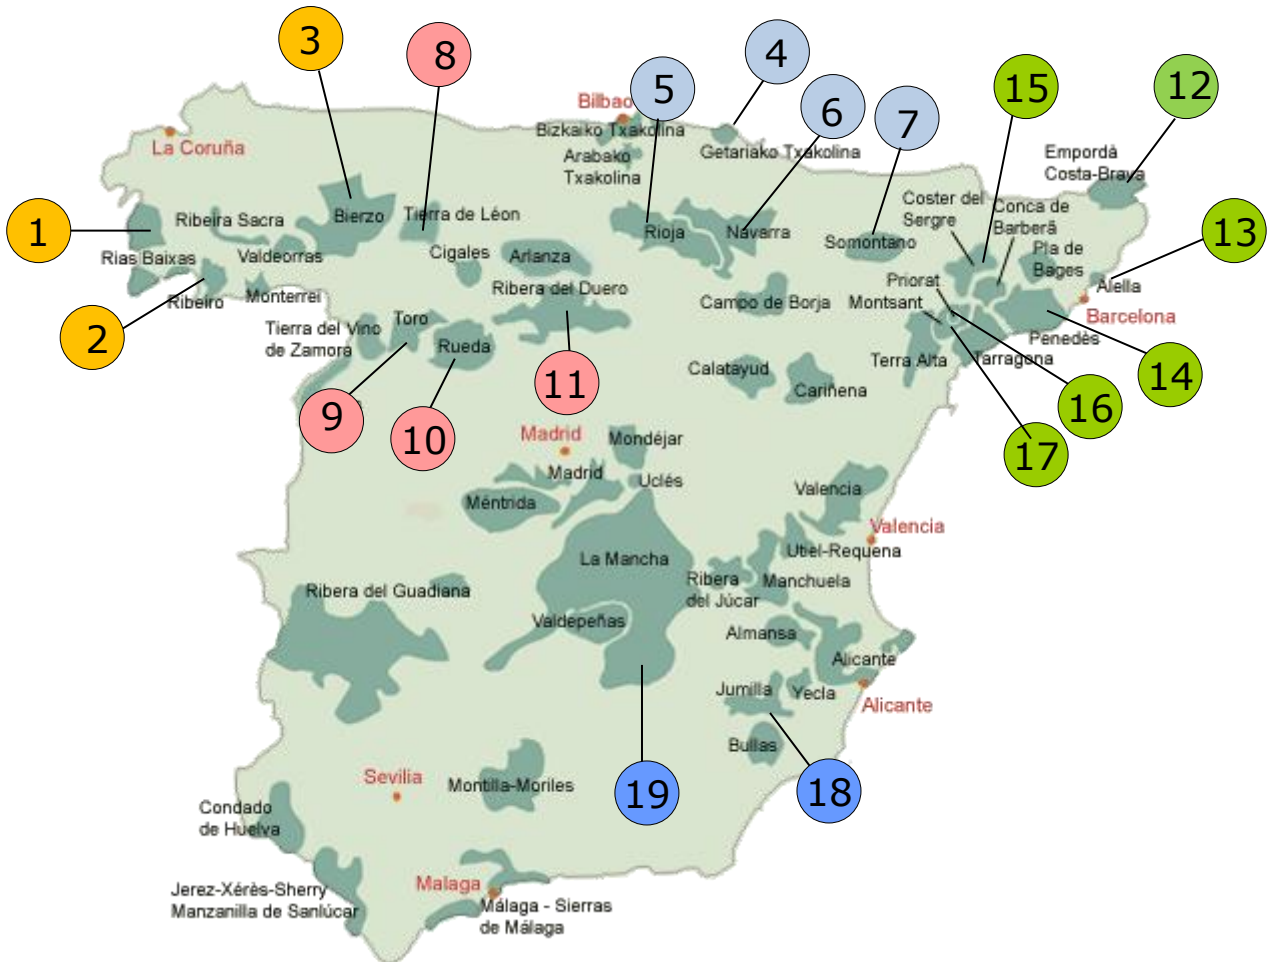 3
8
4
5
6
7
15
12
Bilbao
Bizkaiko Txakolina
Arabako
Txakolina
Getariako Txakolina
La Coruña
Empordá
Costa-Brava
1
Ribeira Sacra
Bierzo
Tierra de Léon
Rioja
Navarra
Somontano
Coster del
Sergre
Conca de
Barberã
Pla de
Bages
13
Rias Baixas
Valdeorras
Cigales
Arlanza
Priorat
Alella
2
Ribeiro
Monterrei
Ribera del Duero
Campo de Borja
Montsant
Barcelona
Tierra del Vino
de Zamora
Toro
Rueda
Penedès
Tarragona
Terra Alta
Calatayud
Cariñena
14
9
10
11
16
17
Madrid
Mondéjar
Madrid
Uclés
Méntrida
Valencia
Valencia
Utiel-Requena
La Mancha
Ribera
del Júcar
Manchuela
Ribera del Guadiana
Valdepeñas
Almansa
Alicante
Jumilla
Yecla
Alicante
Bullas
Sevilla
Montilla-Moriles
19
18
Condado
de Huelva
Jerez-Xérès-Sherry
Manzanilla de Sanlúcar
Malaga
Málaga - Sierras
de Málaga